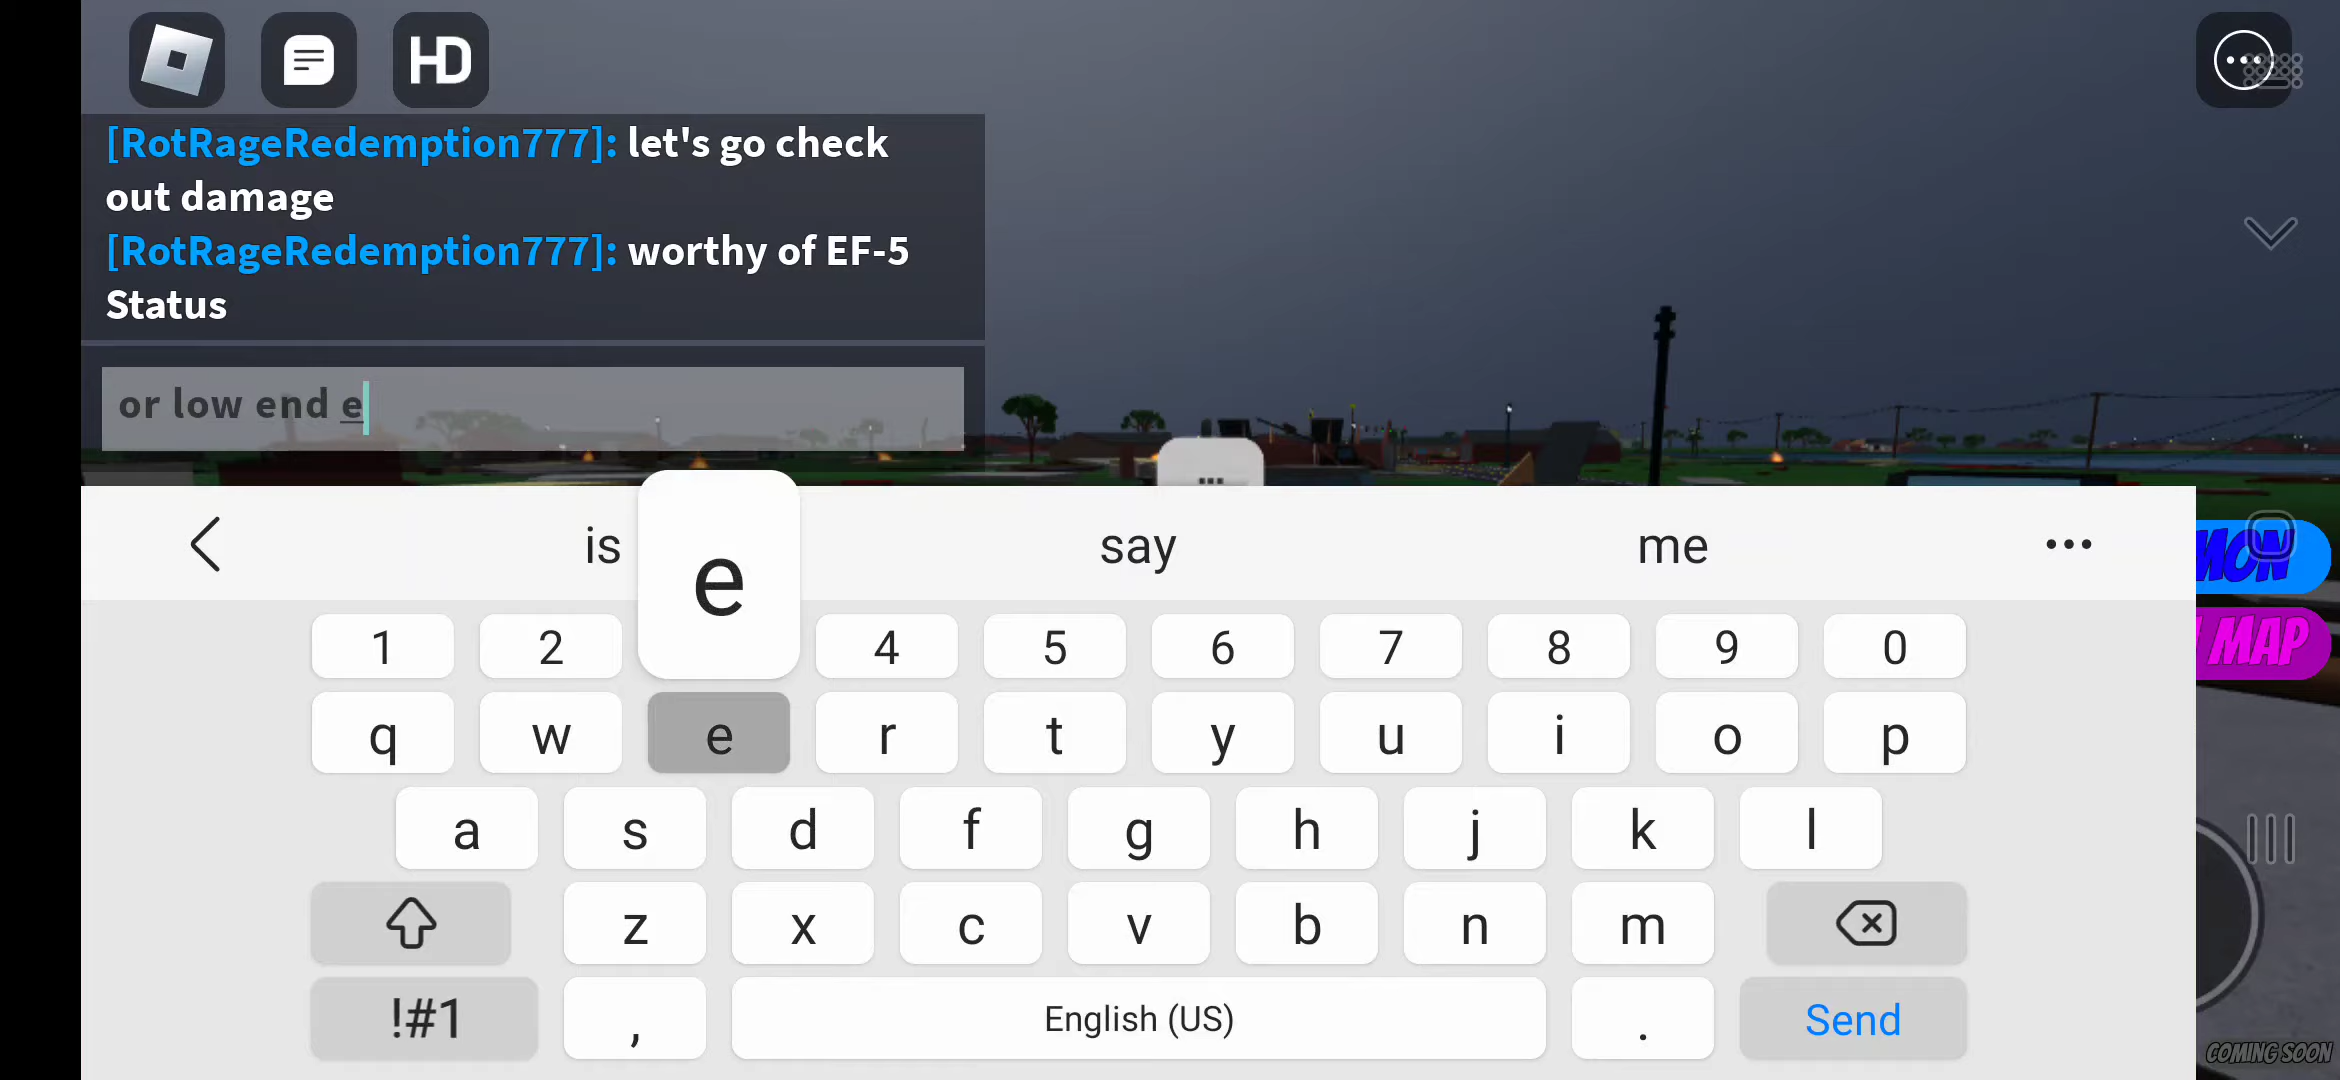 HD
[RotRageRedemption777]: let's go check
out damage
[RotRageRedemption777]: worthy of EF-5
Status
or low end e
is e say me
1 2 4 5 6 7 8 9 0
q w e r t y u i o p
a s d f g h j k l
z x c v b n m
!#1 , English (US) . Send
MON
MAP
COMING SOON